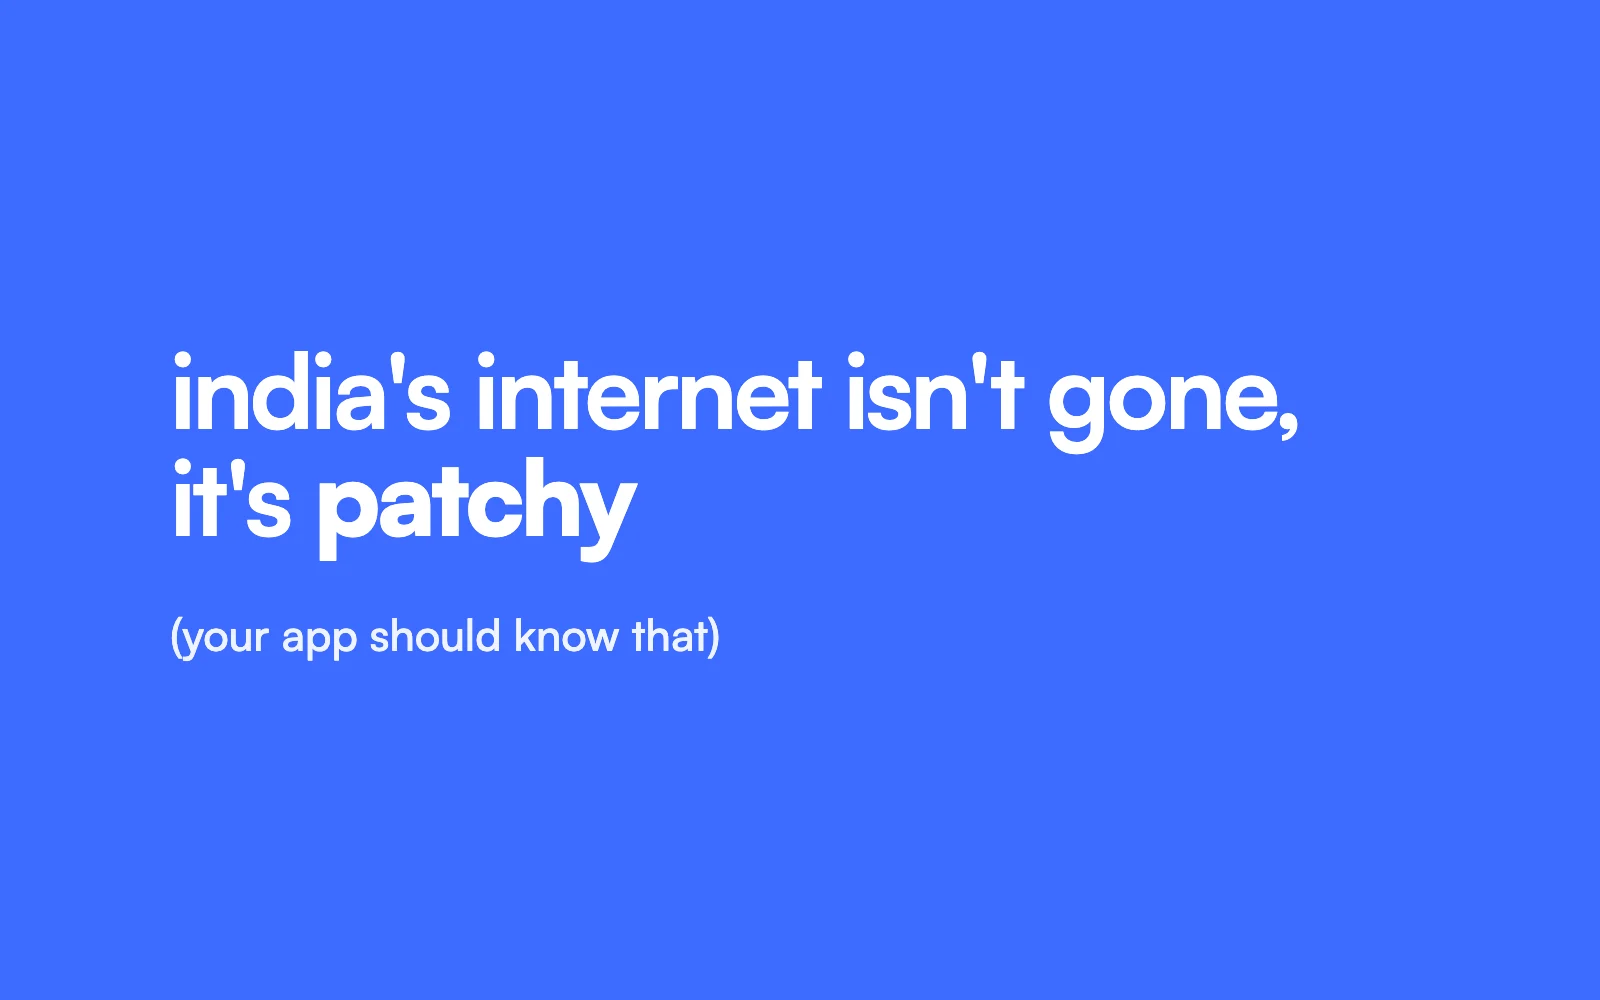 india's internet isn't gone,
it's patchy
(your app should know that)